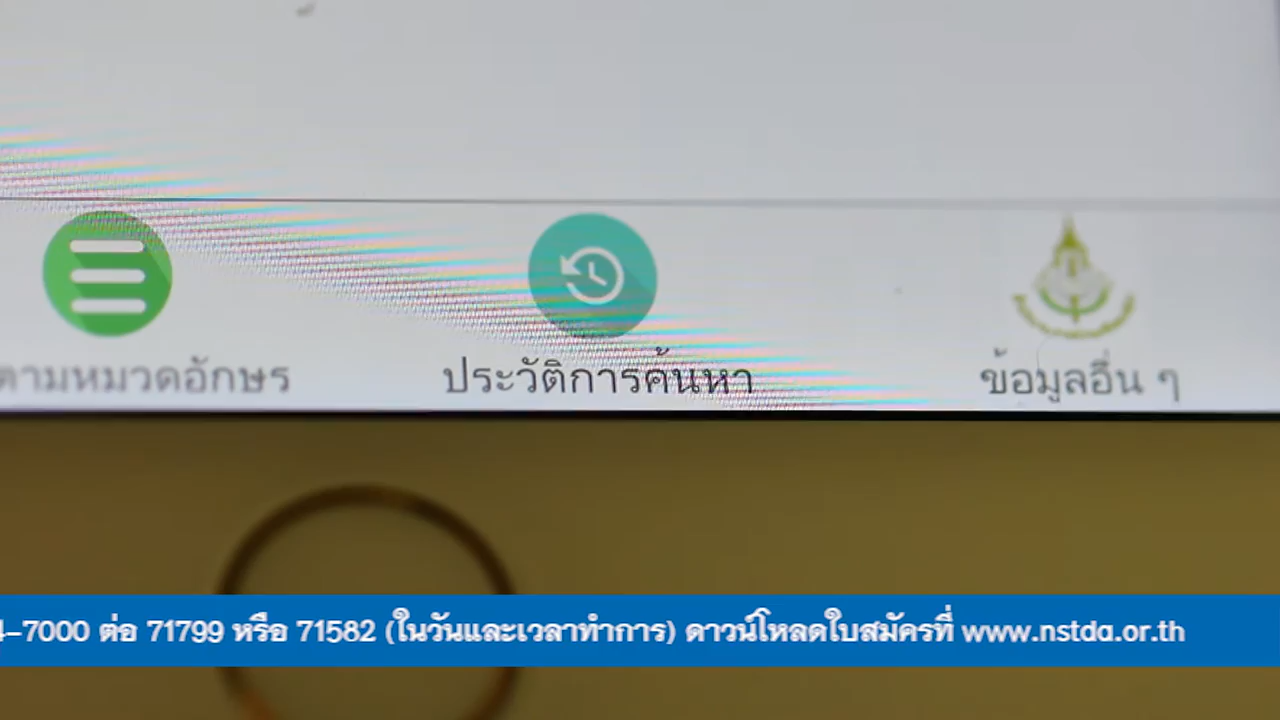 ตามหมวดอักษร
ประวัติการค้นหา
ข้อมูลอื่น ๆ
4-7000 ต่อ 71799 หรือ 71582 (ในวันและเวลาทำการ) ดาวน์โหลดใบสมัครที่ www.nstda.or.th